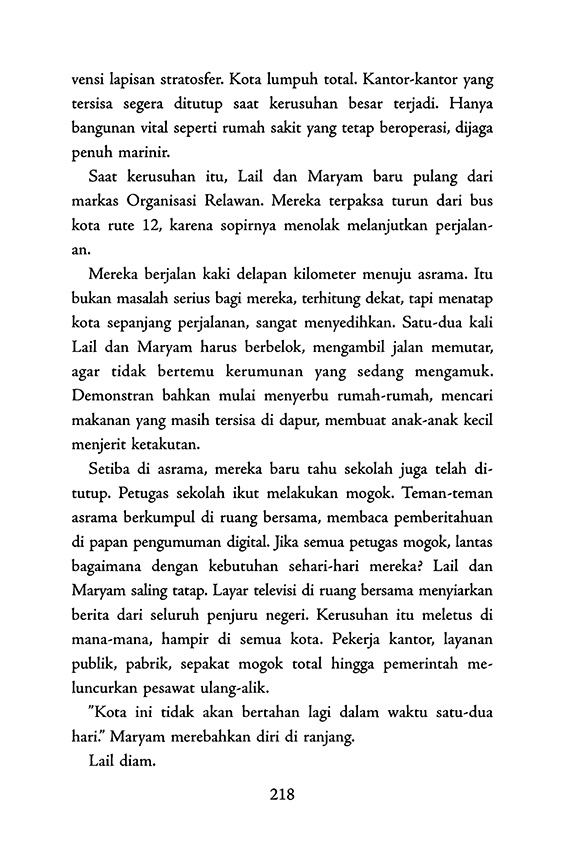 vensi lapisan stratosfer. Kota lumpuh total. Kantor-kantor yang
tersisa segera ditutup saat kerusuhan besar terjadi. Hanya
bangunan vital seperti rumah sakit yang tetap beroperasi, dijaga
penuh marinir.
Saat kerusuhan itu, Lail dan Maryam baru pulang dari
markas Organisasi Relawan. Mereka terpaksa turun dari bus
kota rute 12, karena sopirnya menolak melanjutkan perjalan-
an.
Mereka berjalan kaki delapan kilometer menuju asrama. Itu
bukan masalah serius bagi mereka, terhitung dekat, tapi menatap
kota sepanjang perjalanan, sangat menyedihkan. Satu-dua kali
Lail dan Maryam harus berbelok, mengambil jalan memutar,
agar tidak bertemu kerumunan yang sedang mengamuk.
Demonstran bahkan mulai menyerbu rumah-rumah, mencari
makanan yang masih tersisa di dapur, membuat anak-anak kecil
menjerit ketakutan.
Setiba di asrama, mereka baru tahu sekolah juga telah di-
tutup. Petugas sekolah ikut melakukan mogok. Teman-teman
asrama berkumpul di ruang bersama, membaca pemberitahuan
di papan pengumuman digital. Jika semua petugas mogok, lantas
bagaimana dengan kebutuhan sehari-hari mereka? Lail dan
Maryam saling tatap. Layar televisi di ruang bersama menyiarkan
berita dari seluruh penjuru negeri. Kerusuhan itu meletus di
mana-mana, hampir di semua kota. Pekerja kantor, layanan
publik, pabrik, sepakat mogok total hingga pemerintah me-
luncurkan pesawat ulang-alik.
"Kota ini tidak akan bertahan lagi dalam waktu satu-dua
hari." Maryam merebahkan diri di ranjang.
Lail diam.
218